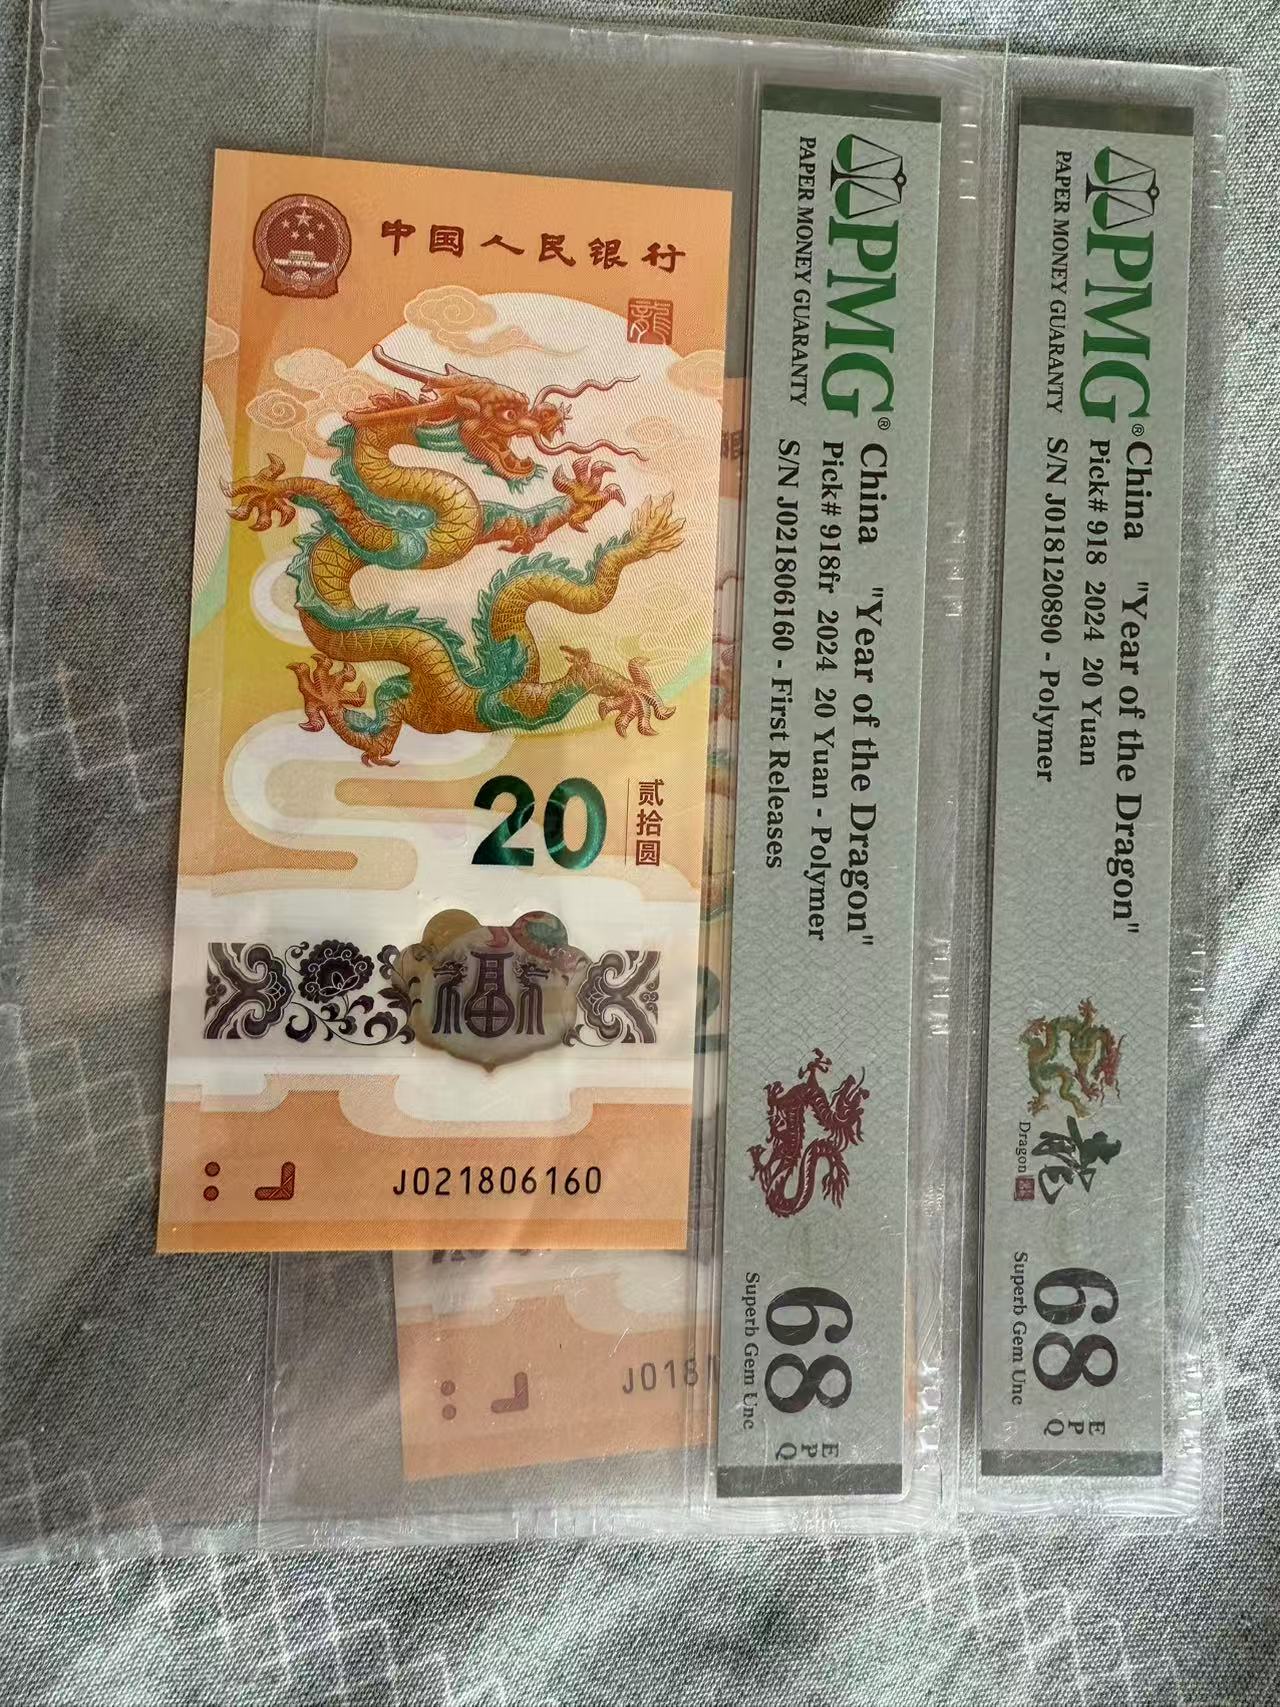 中国人民银行
龍
20
贰拾圆
福
J021806160
J0181
PMG®
PAPER MONEY GUARANTY
China "Year of the Dragon"
Pick# 918fr 2024 20 Yuan - Polymer
S/N J021806160 - First Releases
68
EPQ
Superb Gem Unc
PMG®
PAPER MONEY GUARANTY
China "Year of the Dragon"
Pick# 918 2024 20 Yuan
S/N J018120890 - Polymer
龍
Dragon
68
EPQ
Superb Gem Unc